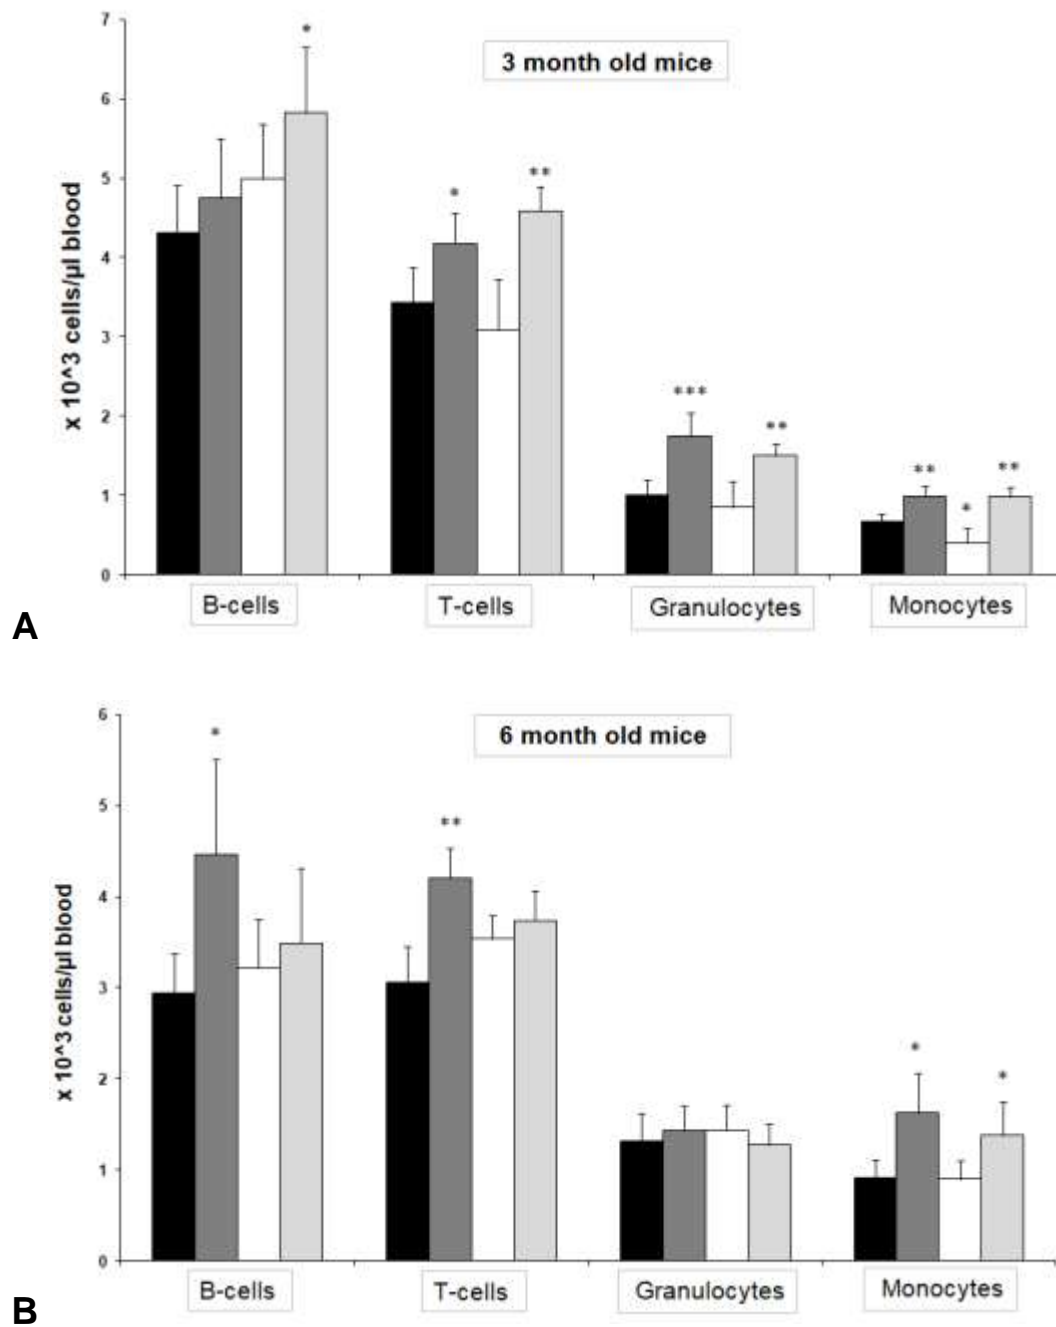 7
*
3 month old mice
6
5
**
*
4
x 10^3 cells/µl blood
3
2
***
**
**
**
1
*
0
B-cells
T-cells
Granulocytes
Monocytes
A
6
*
6 month old mice
5
**
4
x 10^3 cells/µl blood
3
2
*
*
1
0
B-cells
T-cells
Granulocytes
Monocytes
B